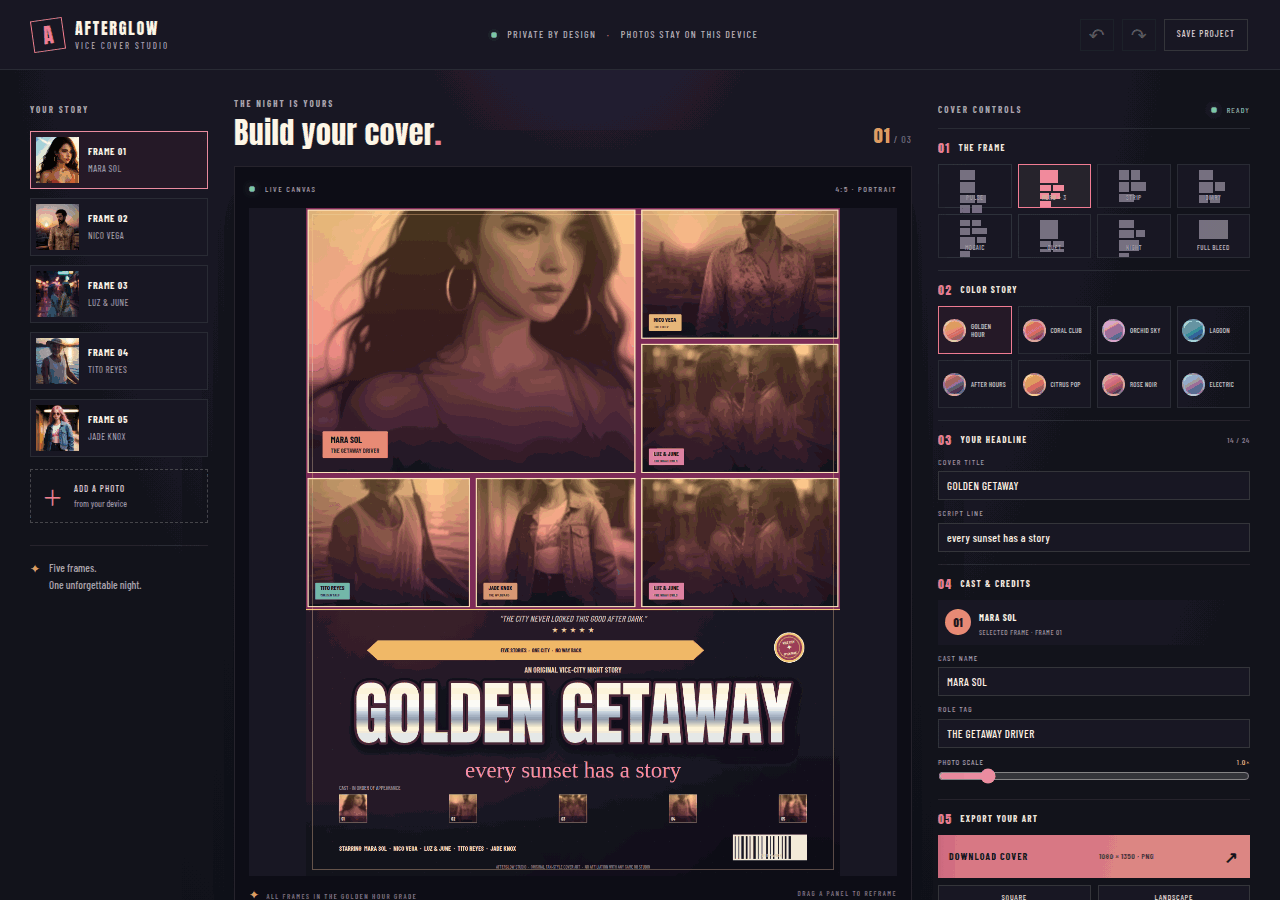 A
AFTERGLOW
VICE COVER STUDIO
PRIVATE BY DESIGN · PHOTOS STAY ON THIS DEVICE
SAVE PROJECT
YOUR STORY
FRAME 01
MARA SOL
FRAME 02
NICO VEGA
FRAME 03
LUZ & JUNE
FRAME 04
TITO REYES
FRAME 05
JADE KNOX
ADD A PHOTO
from your device
Five frames.
One unforgettable night.
THE NIGHT IS YOURS
Build your cover.
01 / 03
LIVE CANVAS
4:5 · PORTRAIT
NICO VEGA
MARA SOL
THE GETAWAY DRIVER
LUZ & JUNE
TITO REYES
JADE KNOX
LUZ & JUNE
"THE CITY NEVER LOOKED THIS GOOD AFTER DARK."
FIVE STORIES · ONE CITY · NO WAY BACK
AN ORIGINAL VICE-CITY NIGHT STORY
GOLDEN GETAWAY
every sunset has a story
CAST · IN ORDER OF APPEARANCE
01
02
03
04
05
STARRING MARA SOL · NICO VEGA · LUZ & JUNE · TITO REYES · JADE KNOX
ALL FRAMES IN THE GOLDEN HOUR GRADE
DRAG A PANEL TO REFRAME
COVER CONTROLS
READY
01 THE FRAME
MOSAIC
FULL BLEED
02 COLOR STORY
GOLDEN HOUR
CORAL CLUB
ORCHID SKY
LAGOON
AFTER HOURS
CITRUS POP
ROSE NOIR
ELECTRIC
03 YOUR HEADLINE
14 / 24
COVER TITLE
GOLDEN GETAWAY
SCRIPT LINE
every sunset has a story
04 CAST & CREDITS
01
MARA SOL
SELECTED FRAME · FRAME 01
CAST NAME
MARA SOL
ROLE TAG
THE GETAWAY DRIVER
PHOTO SCALE
1.0×
05 EXPORT YOUR ART
DOWNLOAD COVER
1080 × 1350 · PNG
SQUARE
LANDSCAPE